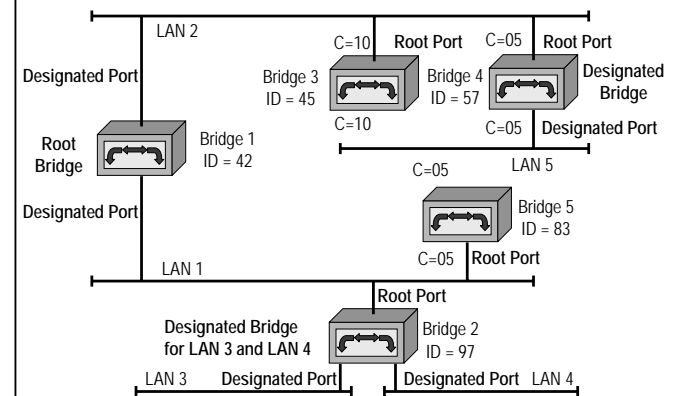 LAN 2
C=10 Root Port
C=05 Root Port
Designated Port
Bridge 3
ID = 45
Bridge 4
ID = 57
Designated
Bridge
C=10
C=05 Designated Port
Root
Bridge
Bridge 1
ID = 42
LAN 5
C=05
Designated Port
Bridge 5
ID = 83
C=05 Root Port
LAN 1
Root Port
Designated Bridge
for LAN 3 and LAN 4
Bridge 2
ID = 97
LAN 3 Designated Port
Designated Port LAN 4